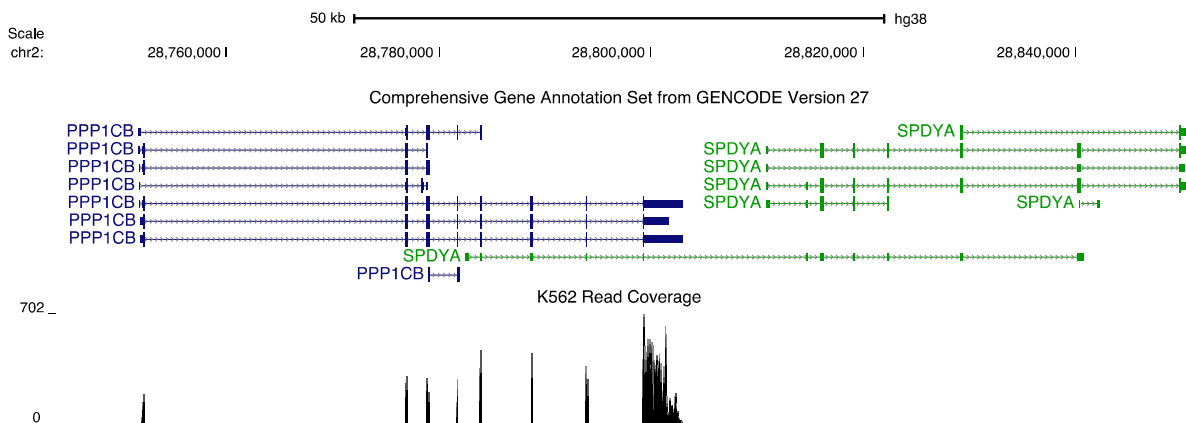 50 kb hg38
Scale
chr2: 28,760,000 28,780,000 28,800,000 28,820,000 28,840,000
Comprehensive Gene Annotation Set from GENCODE Version 27
PPP1CB SPDYA
PPP1CB SPDYA
PPP1CB SPDYA
PPP1CB SPDYA
PPP1CB SPDYA SPDYA
PPP1CB
PPP1CB
SPDYA
PPP1CB
K562 Read Coverage
702
0